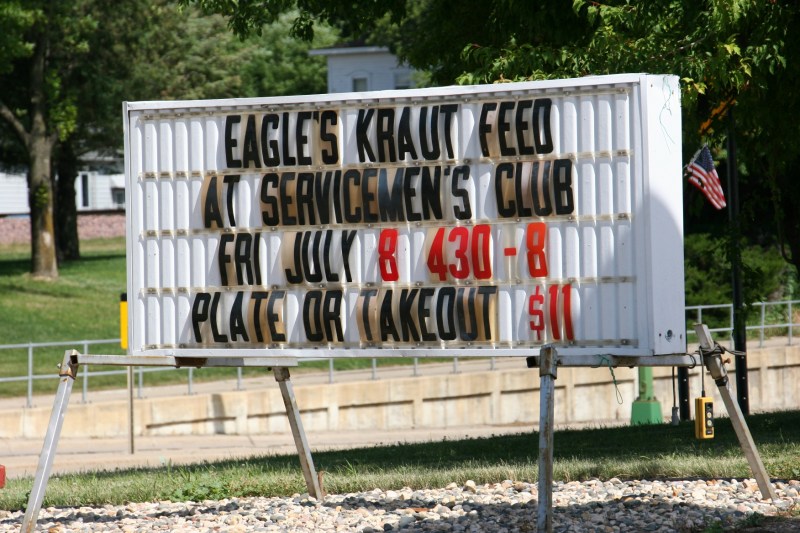 EAGLE'S KRAUT FEED
AT SERVICEMEN'S CLUB
FRI JULY 8 430-8
PLATE OR TAKEOUT $11